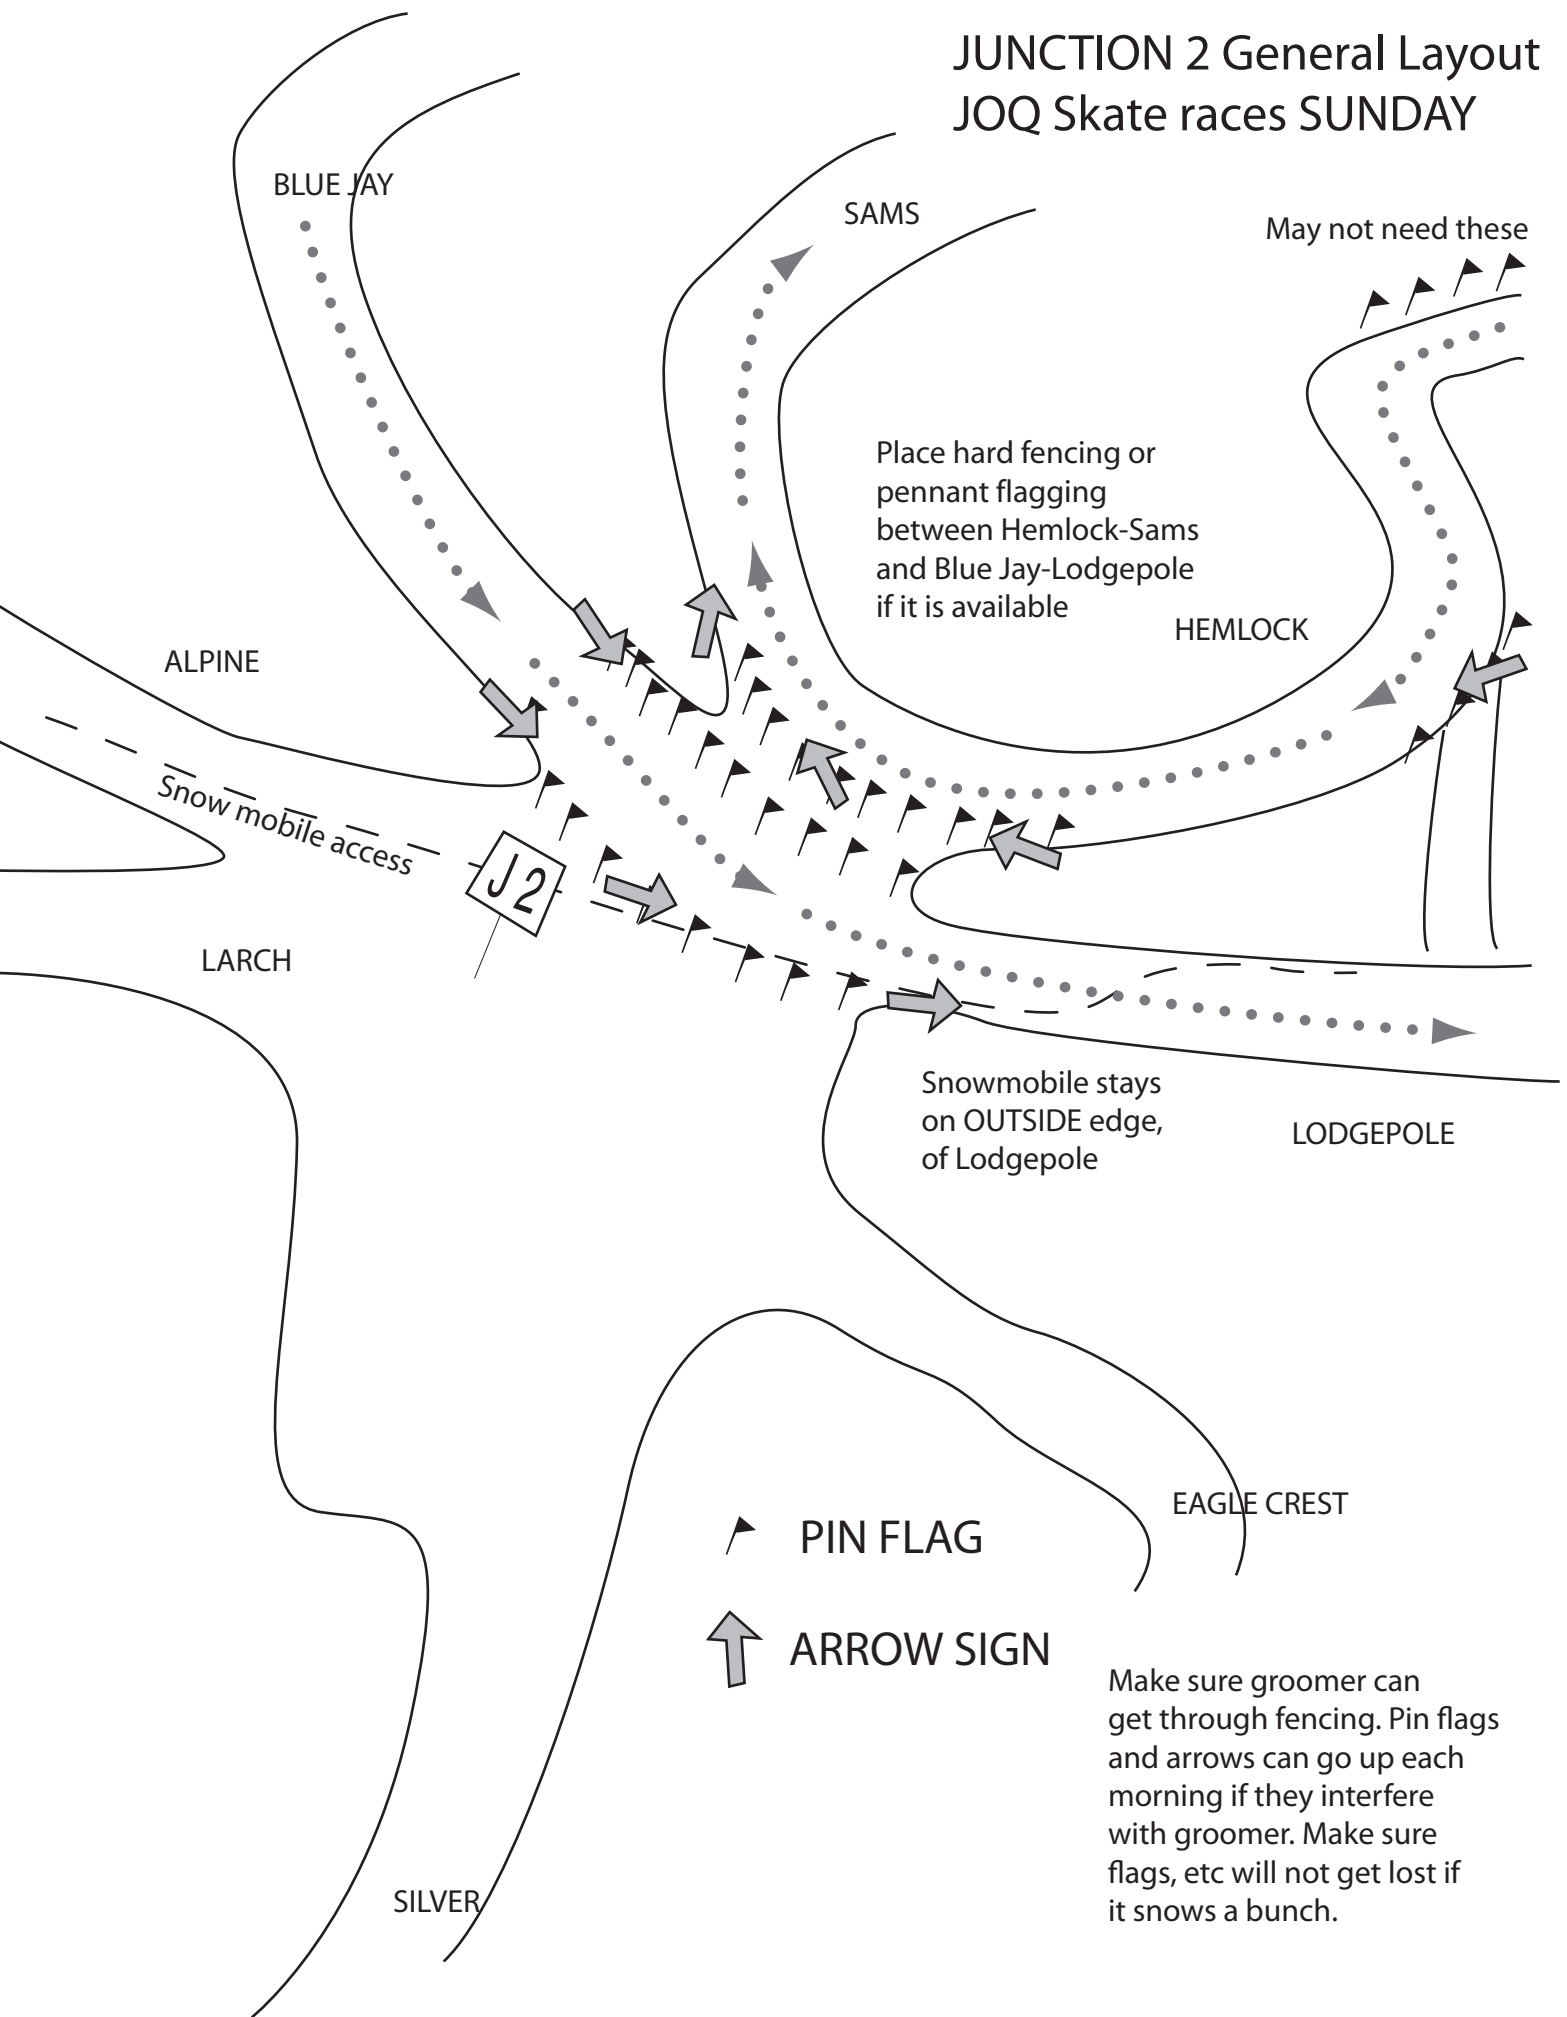 JUNCTION 2 General Layout
JOQ Skate races SUNDAY
BLUE JAY
SAMS
May not need these
Place hard fencing or
pennant flagging
between Hemlock-Sams
and Blue Jay-Lodgepole
if it is available
HEMLOCK
ALPINE
Snow mobile access
J2
LARCH
Snowmobile stays
on OUTSIDE edge,
of Lodgepole
LODGEPOLE
EAGLE CREST
PIN FLAG
ARROW SIGN
Make sure groomer can
get through fencing. Pin flags
and arrows can go up each
morning if they interfere
with groomer. Make sure
flags, etc will not get lost if
it snows a bunch.
SILVER